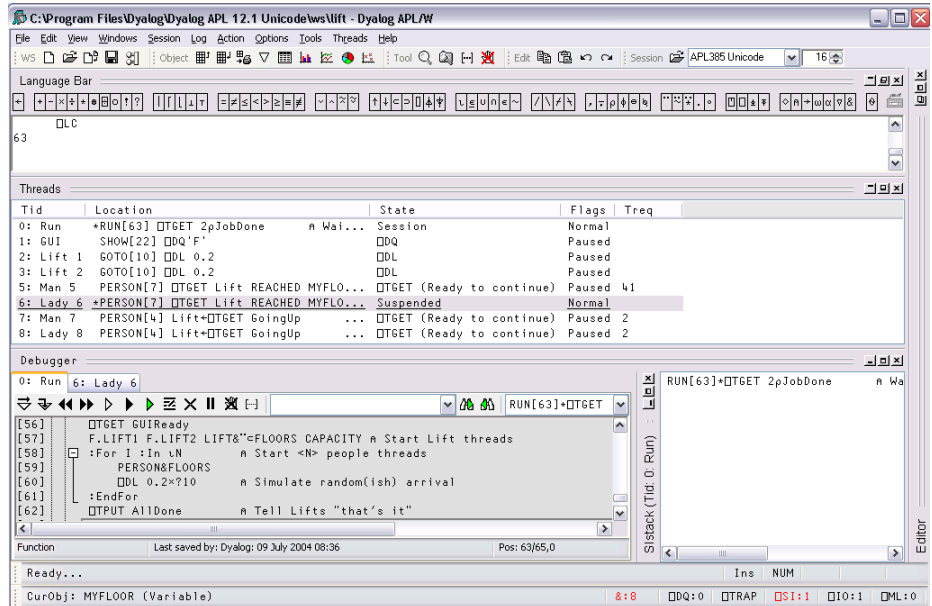 C:\Program Files\Dyalog\Dyalog APL 12.1 Unicode\ws\lift - Dyalog APL/W
File Edit View Windows Session Log Action Options Tools Threads Help
WS Object Tool Edit Session APL385 Unicode 16
Language Bar
← + - × ÷ * ⍟ ⌹ ○ ! ? | ⌈ ⌊ ⊥ ⊤ = ≠ ≤ < > ≥ ≡ ≢ ∨ ∧ ⍱ ⍲ ↑ ↓ ⊂ ⊃ ⌷ ⍋ ⍒ ⍳ ⍷ ∪ ∩ ∊ ~ / \ ⌿ ⍀ , ⍪ ⍴ ⌽ ⊖ ⍉ ¨ ⍨ ⍣ . ∘ ⍞ ⎕ ⍎ ⍕ ⋄ ⍝ → ⍵ ⍺ ∇ & ⍬
⎕LC
63
Threads
Tid Location State Flags Treq
0: Run *RUN[63] ⎕TGET 2⍴JobDone ⍝ Wai... Session Normal
1: GUI SHOW[22] ⎕DQ'F' ⎕DQ Paused
2: Lift 1 GOTO[10] ⎕DL 0.2 ⎕DL Paused
3: Lift 2 GOTO[10] ⎕DL 0.2 ⎕DL Paused
5: Man 5 PERSON[7] ⎕TGET Lift REACHED MYFLO... ⎕TGET (Ready to continue) Paused 41
6: Lady 6 *PERSON[7] ⎕TGET Lift REACHED MYFLO... Suspended Normal
7: Man 7 PERSON[4] Lift←⎕TGET GoingUp ... ⎕TGET (Ready to continue) Paused 2
8: Lady 8 PERSON[4] Lift←⎕TGET GoingUp ... ⎕TGET (Ready to continue) Paused 2
Debugger
0: Run 6: Lady 6
RUN[63]*⎕TGET
[56] ⎕TGET GUIReady
[57] F.LIFT1 F.LIFT2 LIFT&¨⊂FLOORS CAPACITY ⍝ Start Lift threads
[58] :For I :In ⍳N ⍝ Start <N> people threads
[59] PERSON&FLOORS
[60] ⎕DL 0.2×?10 ⍝ Simulate random(ish) arrival
[61] :EndFor
[62] ⎕TPUT AllDone ⍝ Tell Lifts "that's it"
Function Last saved by: Dyalog: 09 July 2004 08:36 Pos: 63/65,0
SIstack (Tid: 0: Run)
RUN[63]*⎕TGET 2⍴JobDone ⍝ Wa
Editor
Ready... Ins NUM
CurObj: MYFLOOR (Variable) &:8 ⎕DQ:0 ⎕TRAP ⎕SI:1 ⎕IO:1 ⎕ML:0